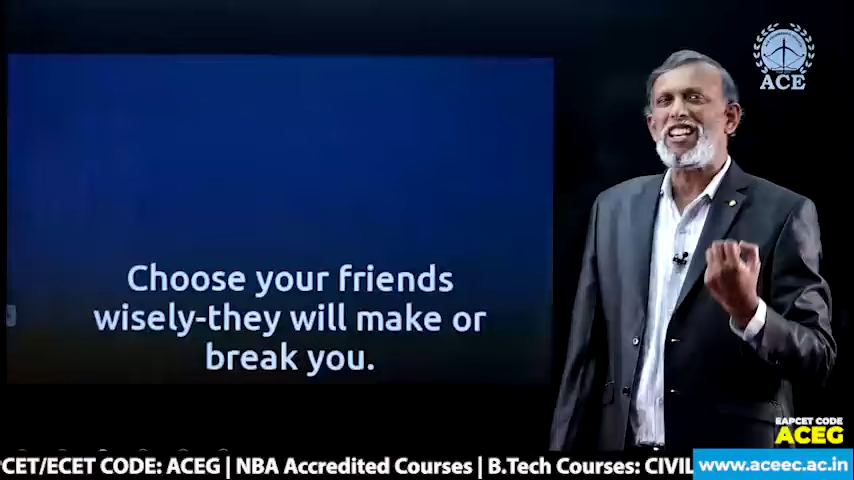 ACE
Choose your friends
wisely-they will make or
break you.
EAPCET CODE
ACEG
CET/ECET CODE: ACEG | NBA Accredited Courses | B.Tech Courses: CIVIL
www.aceec.ac.in